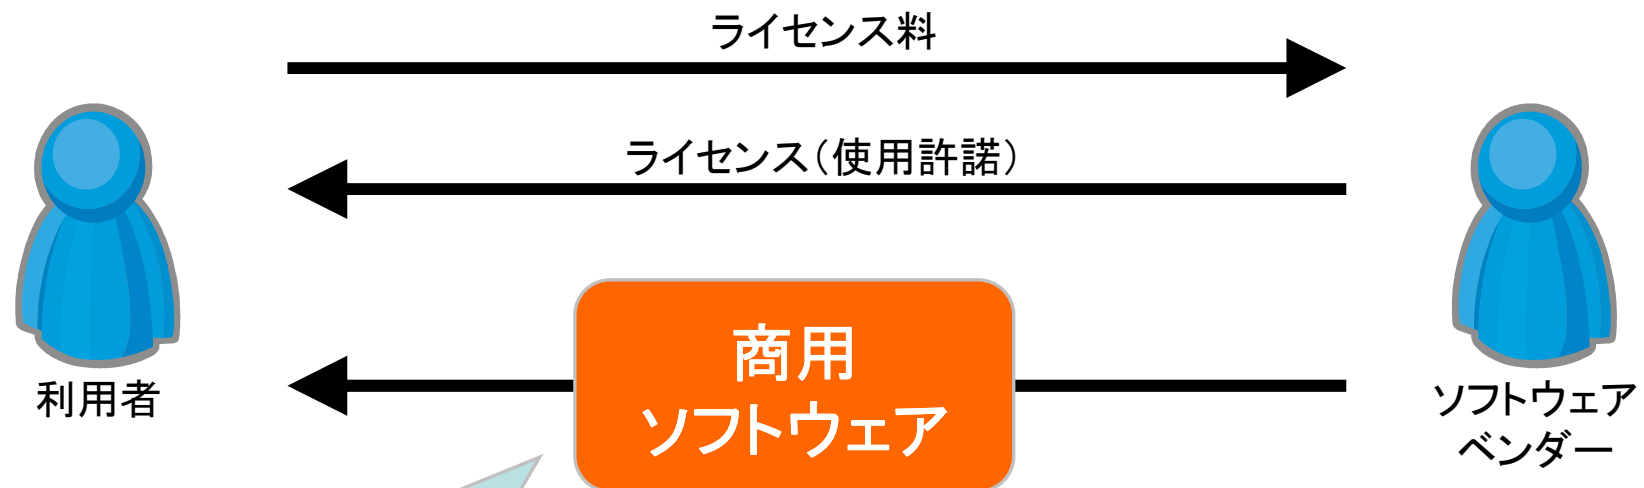 ライセンス料
ライセンス（使用許諾）
商用
ソフトウェア
利用者
ソフトウェア
ベンダー